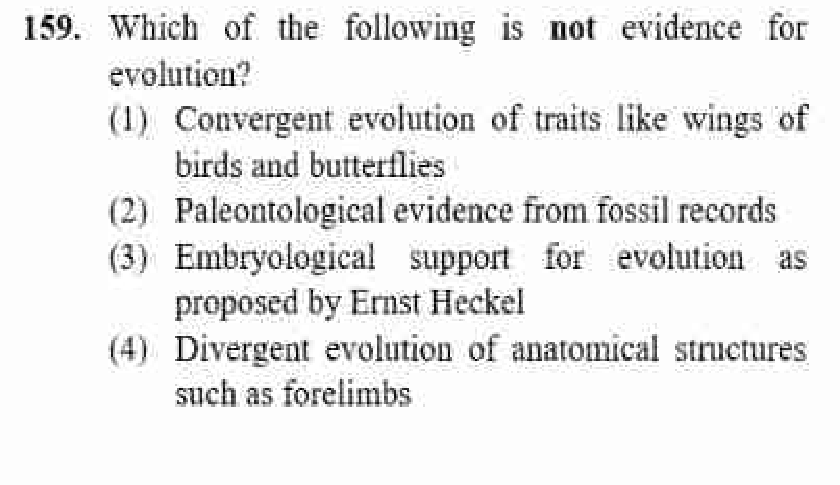 159. Which of the following is not evidence for
evolution?
(1) Convergent evolution of traits like wings of
birds and butterflies
(2) Paleontological evidence from fossil records
(3) Embryological support for evolution as
proposed by Ernst Heckel
(4) Divergent evolution of anatomical structures
such as forelimbs